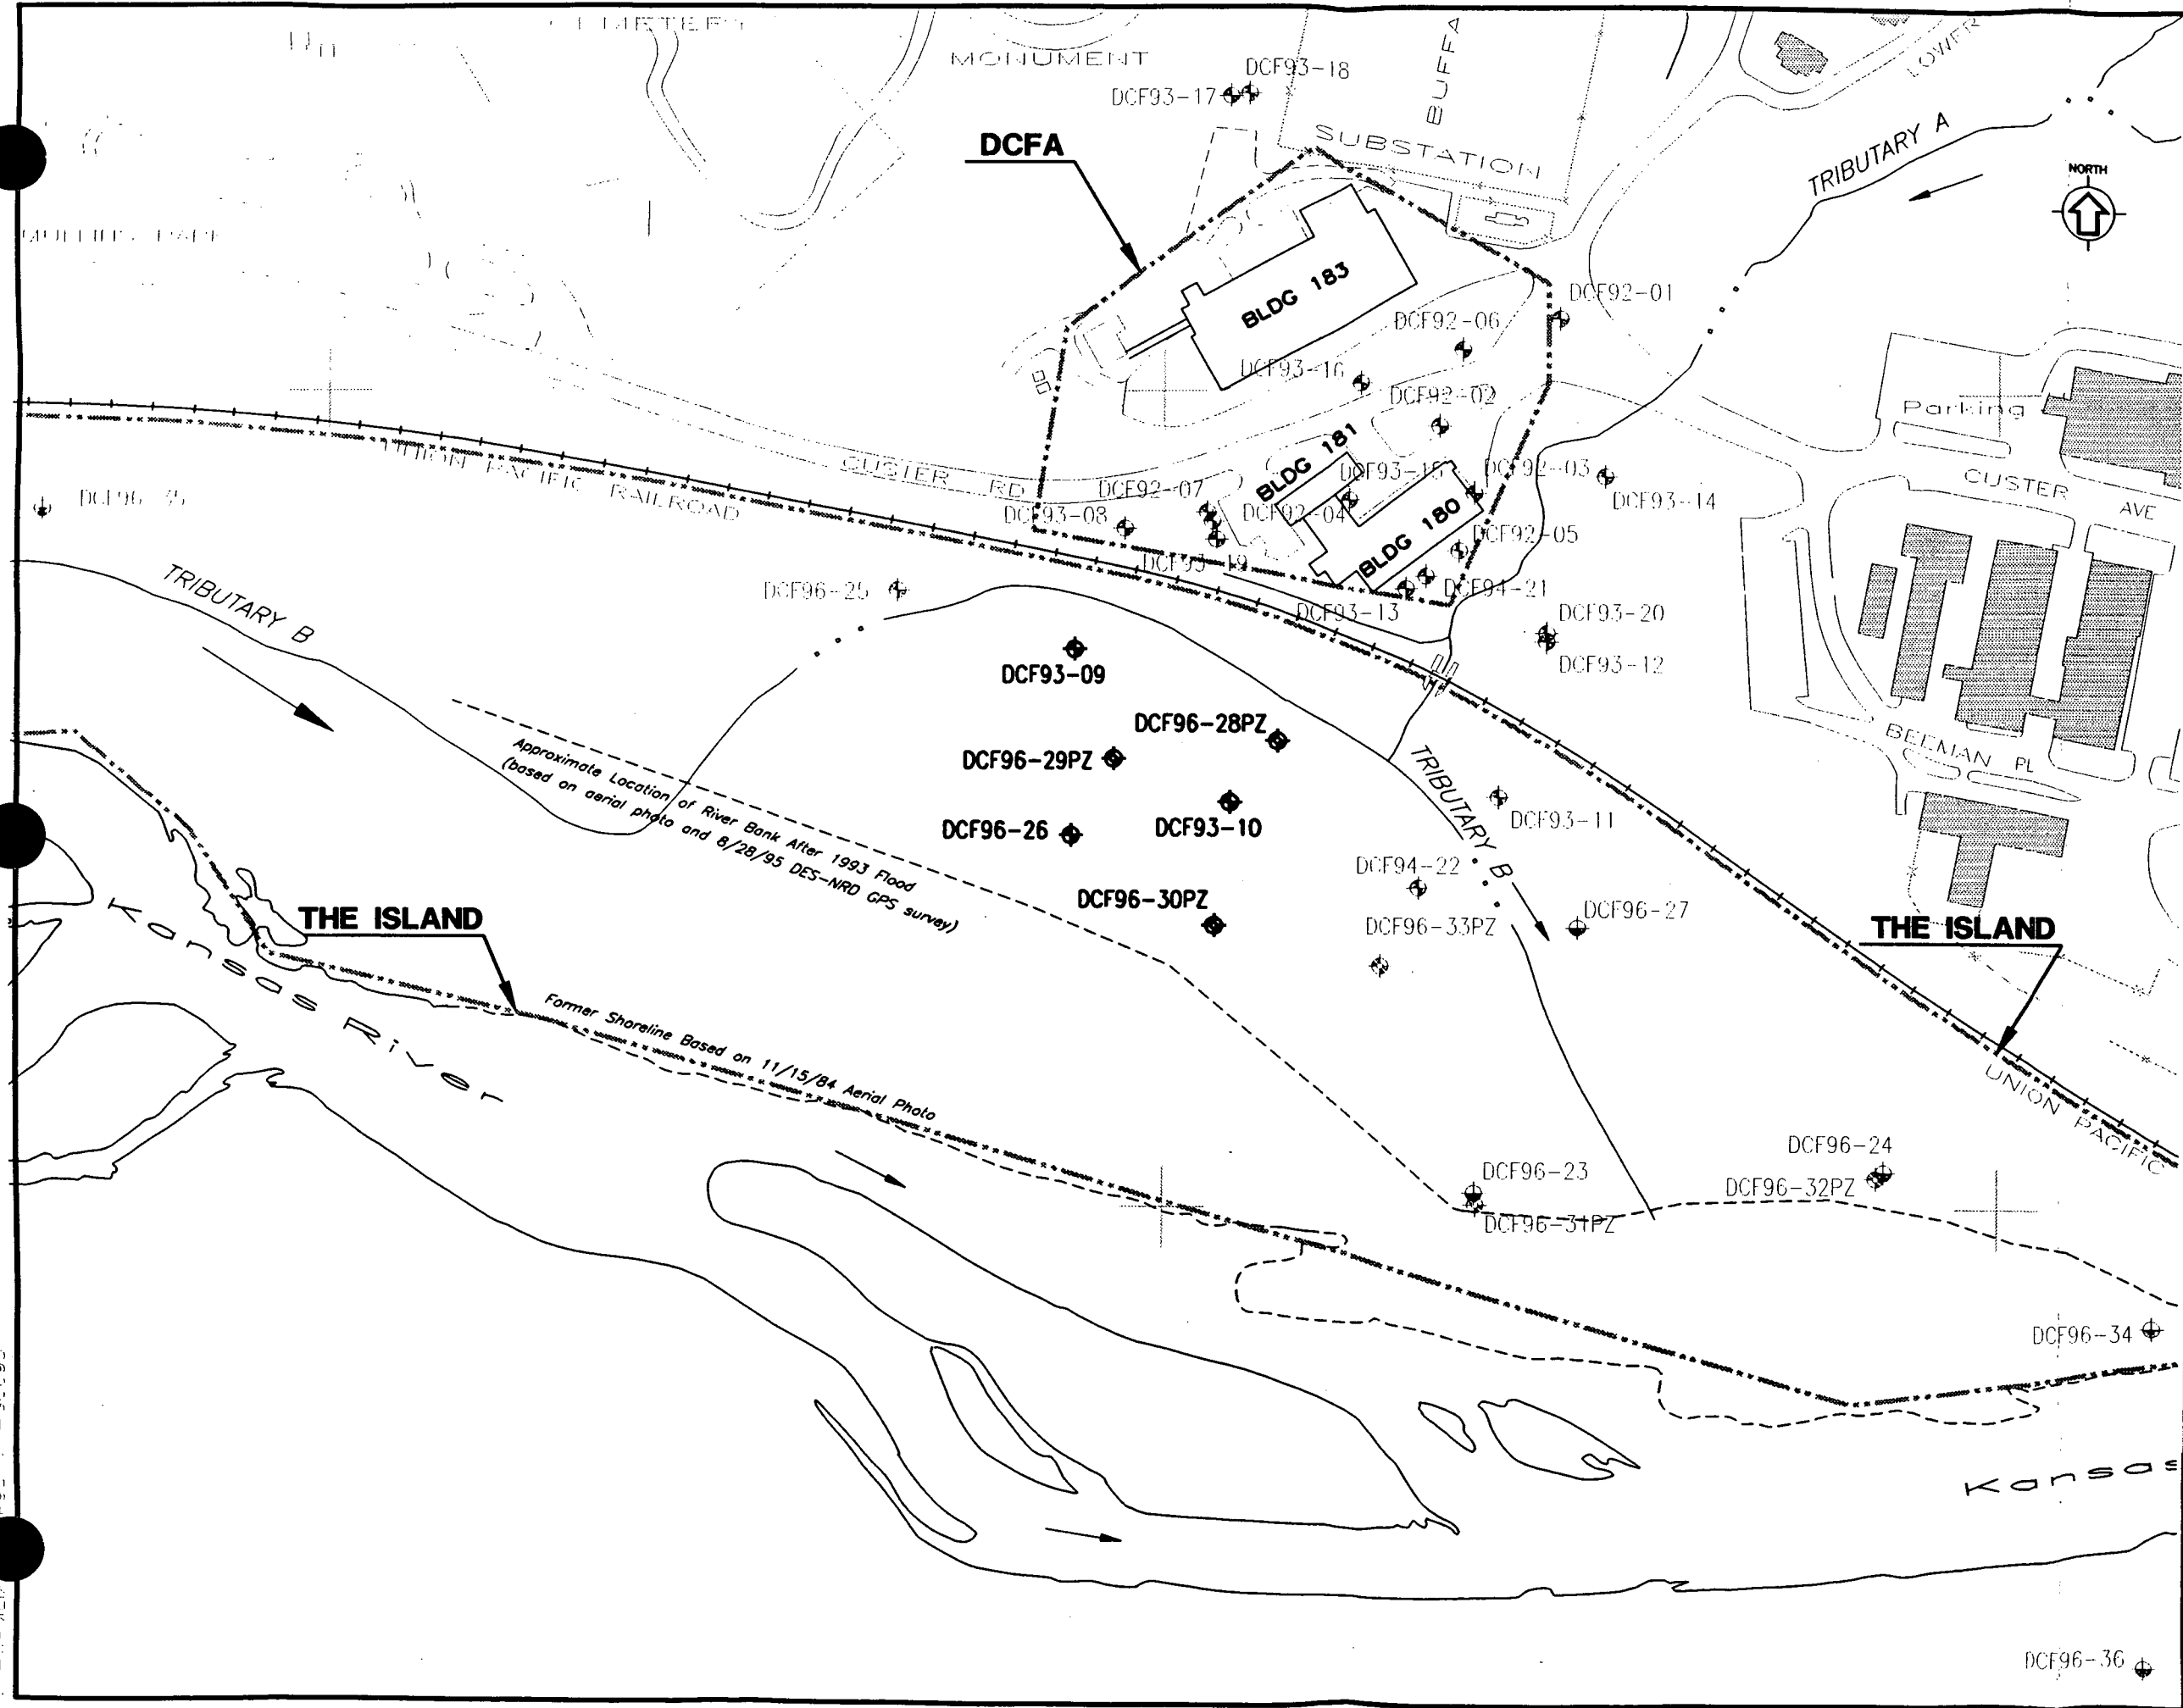 MONUMENT
DCF93-18
DCF93-17
BUFFA
LOWER
SUBSTATION
DCFA
TRIBUTARY A
NORTH
BLDG 183
DCF92-01
DCF92-06
DCF93-16
DCF92-02
Parking
BLDG 181
CUSTER RD
UNION PACIFIC RAILROAD
DCF93-15
DCF92-03
DCF93-14
CUSTER AVE
DCF92-07
DCF93-08
DCF92-04
BLDG 180
DCF92-05
DCF96-35
DCF93-19
DCF96-25
DCF94-21
DCF93-13
DCF93-20
DCF93-12
TRIBUTARY B
DCF93-09
DCF96-28PZ
DCF96-29PZ
BEEMAN PL
TRIBUTARY B
Approximate Location of River Bank After 1993 Flood
(based on aerial photo and 8/28/95 DES-NRD GPS survey)
DCF96-26
DCF93-10
DCF93-11
DCF94-22
DCF96-30PZ
DCF96-33PZ
DCF96-27
THE ISLAND
THE ISLAND
Kansas River
Former Shoreline Based on 11/15/84 Aerial Photo
UNION PACIFIC
DCF96-24
DCF96-23
DCF96-32PZ
DCF96-31PZ
DCF96-34
Kansas
DCF96-36